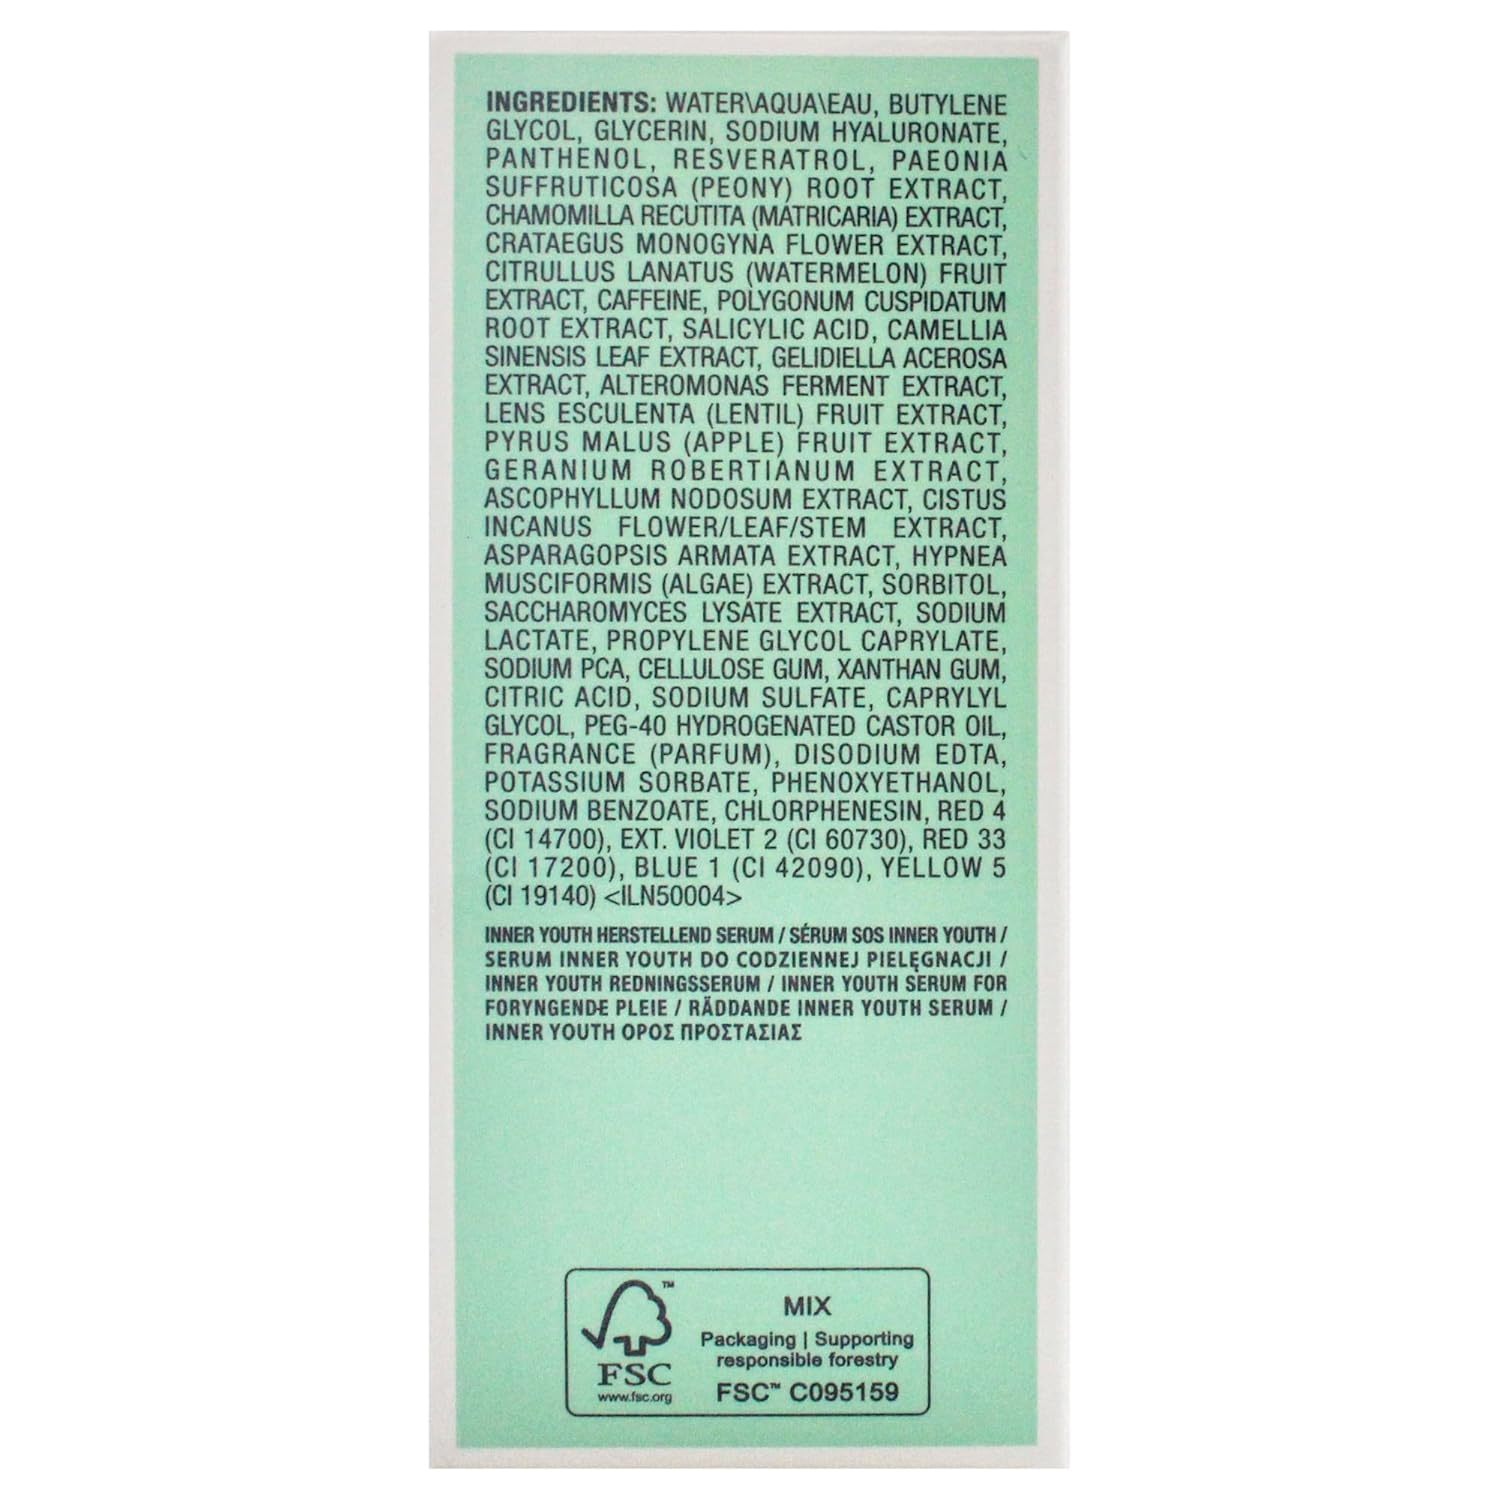 INGREDIENTS: WATER\AQUA\EAU, BUTYLENE
GLYCOL, GLYCERIN, SODIUM HYALURONATE,
PANTHENOL, RESVERATROL, PAEONIA
SUFFRUTICOSA (PEONY) ROOT EXTRACT,
CHAMOMILLA RECUTITA (MATRICARIA) EXTRACT,
CRATAEGUS MONOGYNA FLOWER EXTRACT,
CITRULLUS LANATUS (WATERMELON) FRUIT
EXTRACT, CAFFEINE, POLYGONUM CUSPIDATUM
ROOT EXTRACT, SALICYLIC ACID, CAMELLIA
SINENSIS LEAF EXTRACT, GELIDIELLA ACEROSA
EXTRACT, ALTEROMONAS FERMENT EXTRACT,
LENS ESCULENTA (LENTIL) FRUIT EXTRACT,
PYRUS MALUS (APPLE) FRUIT EXTRACT,
GERANIUM ROBERTIANUM EXTRACT,
ASCOPHYLLUM NODOSUM EXTRACT, CISTUS
INCANUS FLOWER/LEAF/STEM EXTRACT,
ASPARAGOPSIS ARMATA EXTRACT, HYPNEA
MUSCIFORMIS (ALGAE) EXTRACT, SORBITOL,
SACCHAROMYCES LYSATE EXTRACT, SODIUM
LACTATE, PROPYLENE GLYCOL CAPRYLATE,
SODIUM PCA, CELLULOSE GUM, XANTHAN GUM,
CITRIC ACID, SODIUM SULFATE, CAPRYLYL
GLYCOL, PEG-40 HYDROGENATED CASTOR OIL,
FRAGRANCE (PARFUM), DISODIUM EDTA,
POTASSIUM SORBATE, PHENOXYETHANOL,
SODIUM BENZOATE, CHLORPHENESIN, RED 4
(CI 14700), EXT. VIOLET 2 (CI 60730), RED 33
(CI 17200), BLUE 1 (CI 42090), YELLOW 5
(CI 19140) <ILN50004>
INNER YOUTH HERSTELLEND SERUM / SÉRUM SOS INNER YOUTH /
SERUM INNER YOUTH DO CODZIENNEJ PIELĘGNACJI /
INNER YOUTH REDNINGSSERUM / INNER YOUTH SERUM FOR
FORYNGENDE PLEIE / RÄDDANDE INNER YOUTH SERUM /
INNER YOUTH ΟΡΟΣ ΠΡΟΣΤΑΣΙΑΣ
FSC
www.fsc.org
™
MIX
Packaging | Supporting
responsible forestry
FSC™ C095159